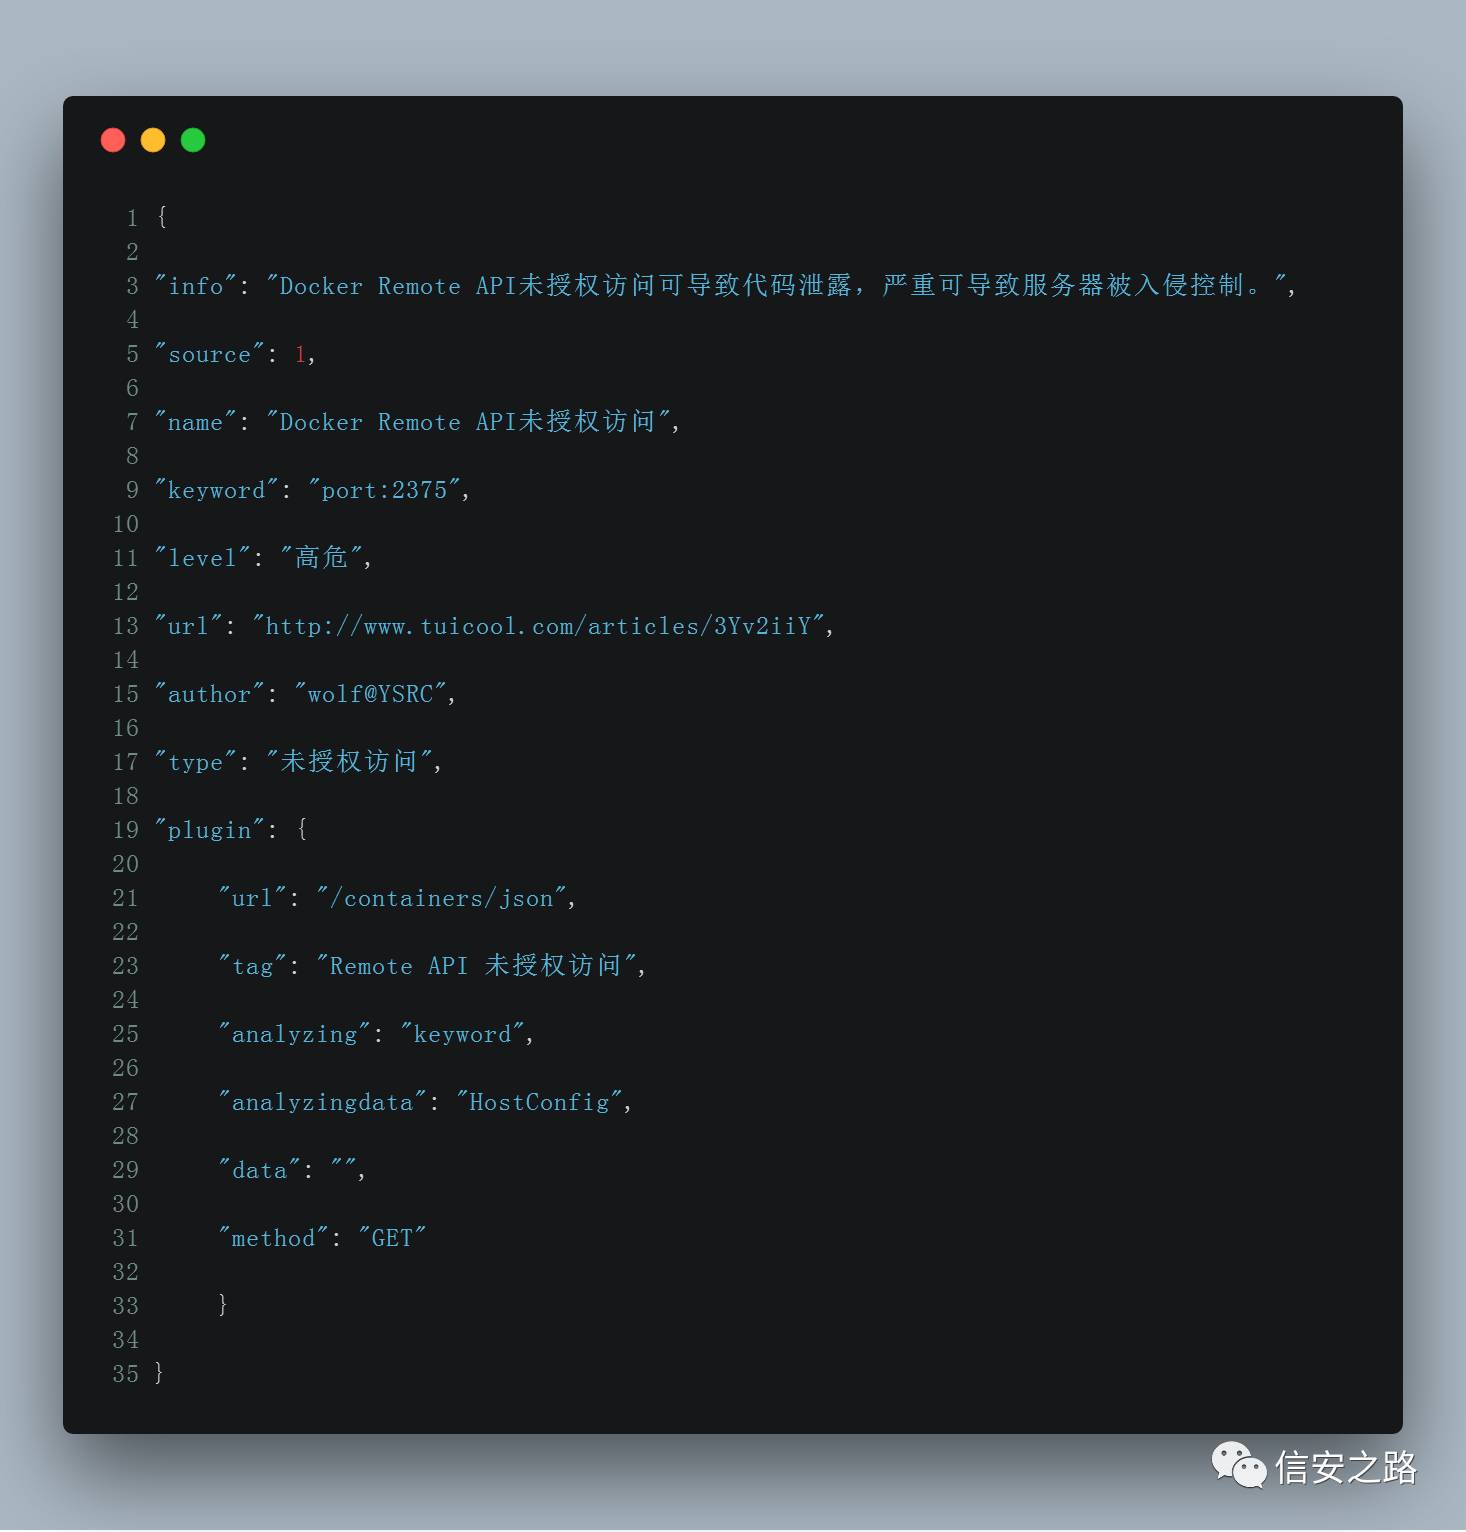 1 {
2
3 "info": "Docker Remote API未授权访问可导致代码泄露，严重可导致服务器被入侵控制。",
4
5 "source": 1,
6
7 "name": "Docker Remote API未授权访问",
8
9 "keyword": "port:2375",
10
11 "level": "高危",
12
13 "url": "http://www.tuicool.com/articles/3Yv2iiY",
14
15 "author": "wolf@YSRC",
16
17 "type": "未授权访问",
18
19 "plugin": {
20
21 "url": "/containers/json",
22
23 "tag": "Remote API 未授权访问",
24
25 "analyzing": "keyword",
26
27 "analyzingdata": "HostConfig",
28
29 "data": "",
30
31 "method": "GET"
32
33 }
34
35 }
信安之路